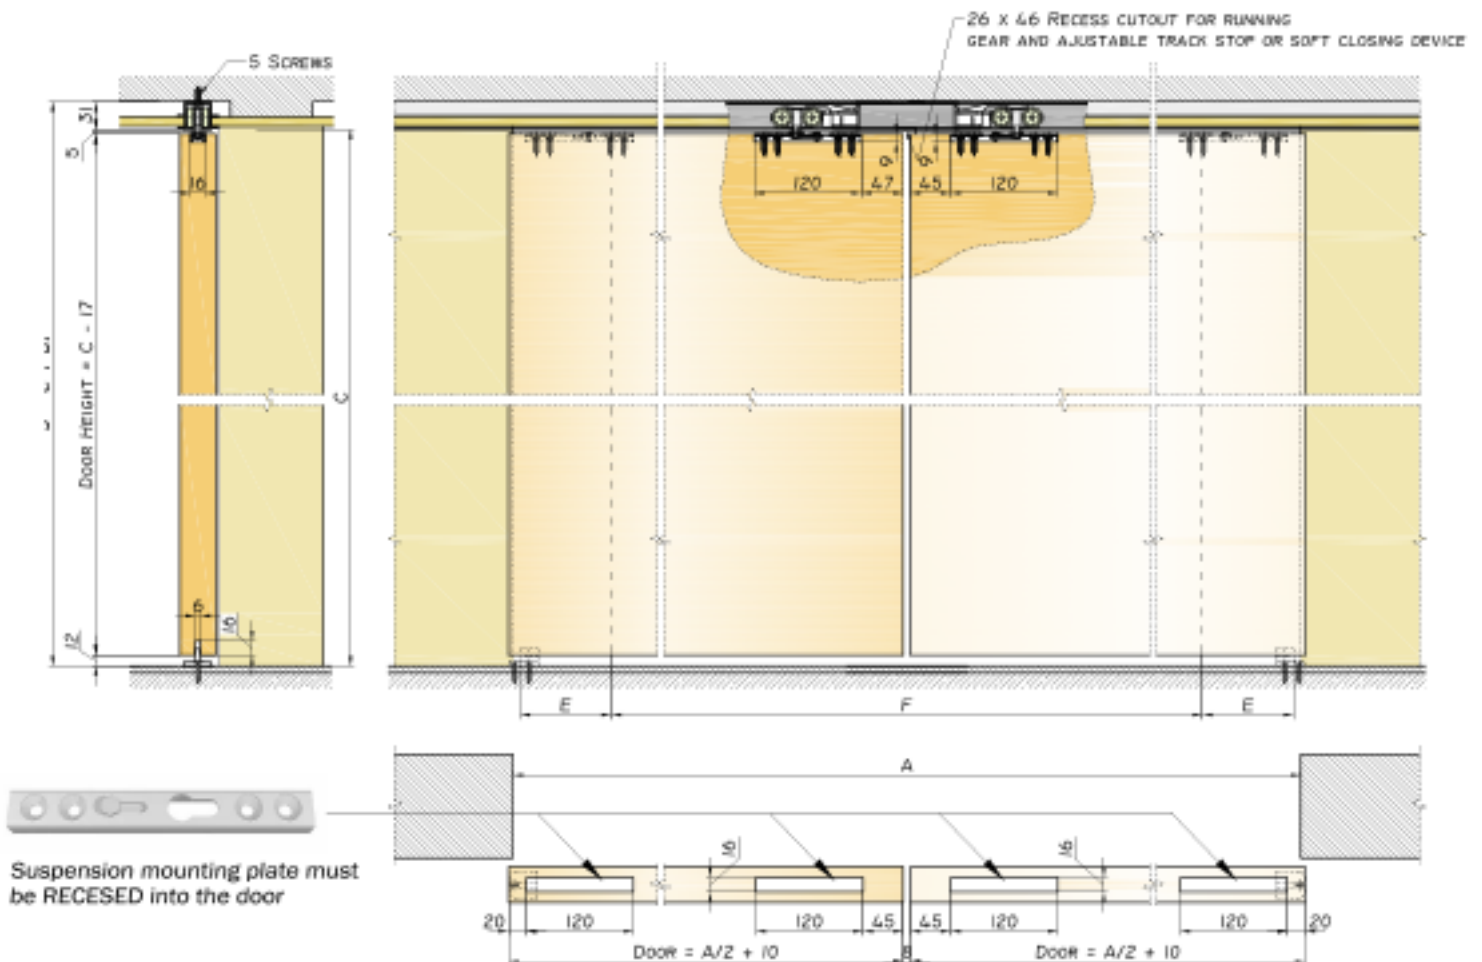 26 X 46 RECESS CUTOUT FOR RUNNING
GEAR AND AJUSTABLE TRACK STOP OR SOFT CLOSING DEVICE
5 SCREWS
31
5
16
9
9
120
47
45
120
DOOR HEIGHT = C - 17
C
6
16
12
E
F
E
A
16
16
Suspension mounting plate must
be RECESED into the door
20
120
120
45
45
120
120
20
DOOR = A/2 + 10
8
DOOR = A/2 + 10